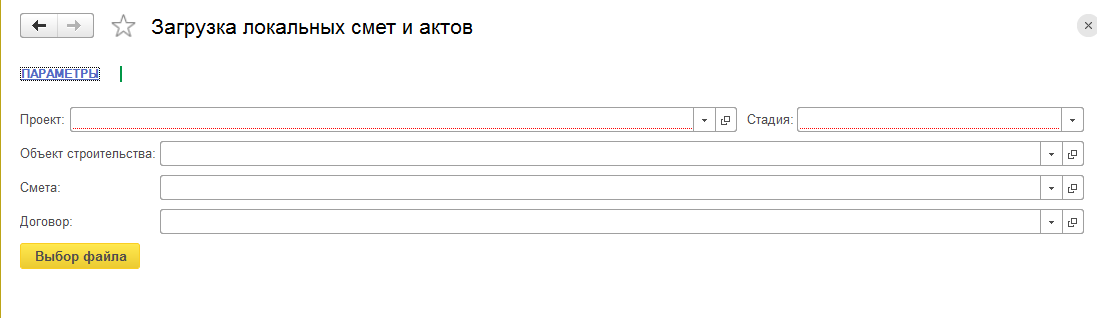 Загрузка локальных смет и актов
ПАРАМЕТРЫ
Проект: Стадия:
Объект строительства:
Смета:
Договор:
Выбор файла